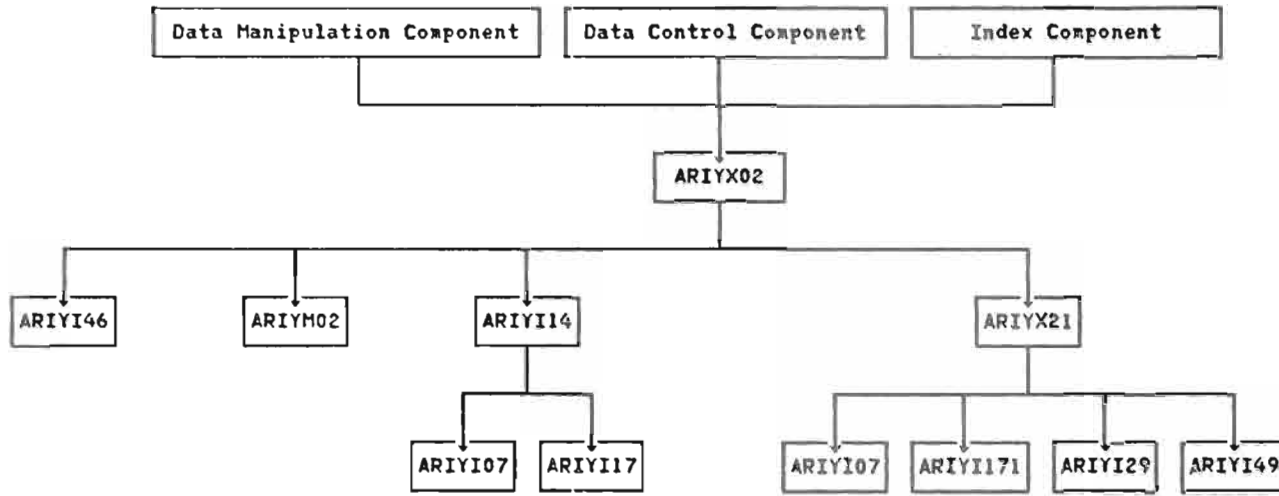 Data Manipulation Component
Data Control Component
Index Component
ARIYX02
ARIYI46
ARIYM02
ARIYI14
ARIYX21
ARIYI07
ARIYI17
ARIYI07
ARIYI171
ARIYI29
ARIYI49